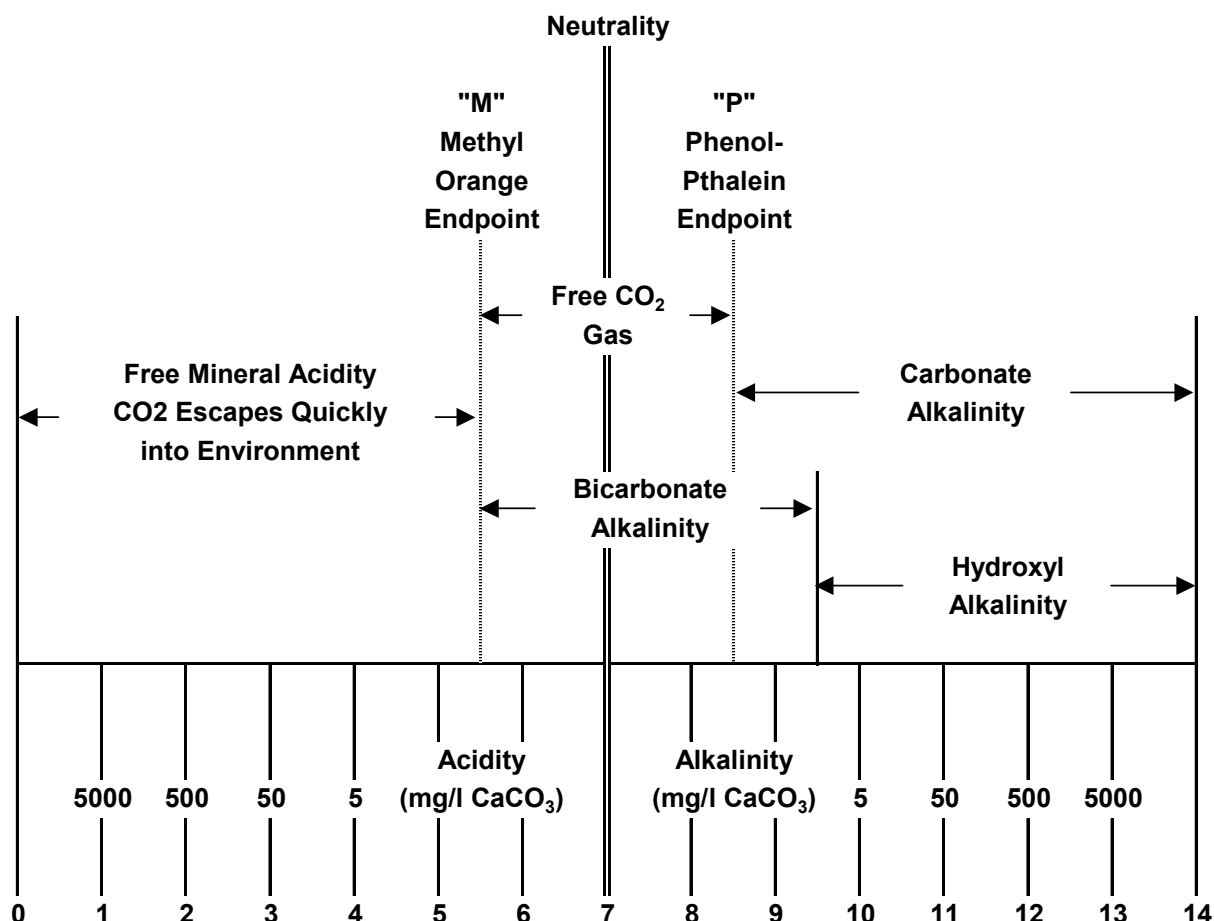 Neutrality
"M"
Methyl
Orange
Endpoint
"P"
Phenol-
Pthalein
Endpoint
Free CO₂
Gas
Free Mineral Acidity
CO2 Escapes Quickly
into Environment
Carbonate
Alkalinity
Bicarbonate
Alkalinity
Hydroxyl
Alkalinity
Acidity
(mg/l CaCO₃)
Alkalinity
(mg/l CaCO₃)
5000 500 50 5
5 50 500 5000
0 1 2 3 4 5 6 7 8 9 10 11 12 13 14